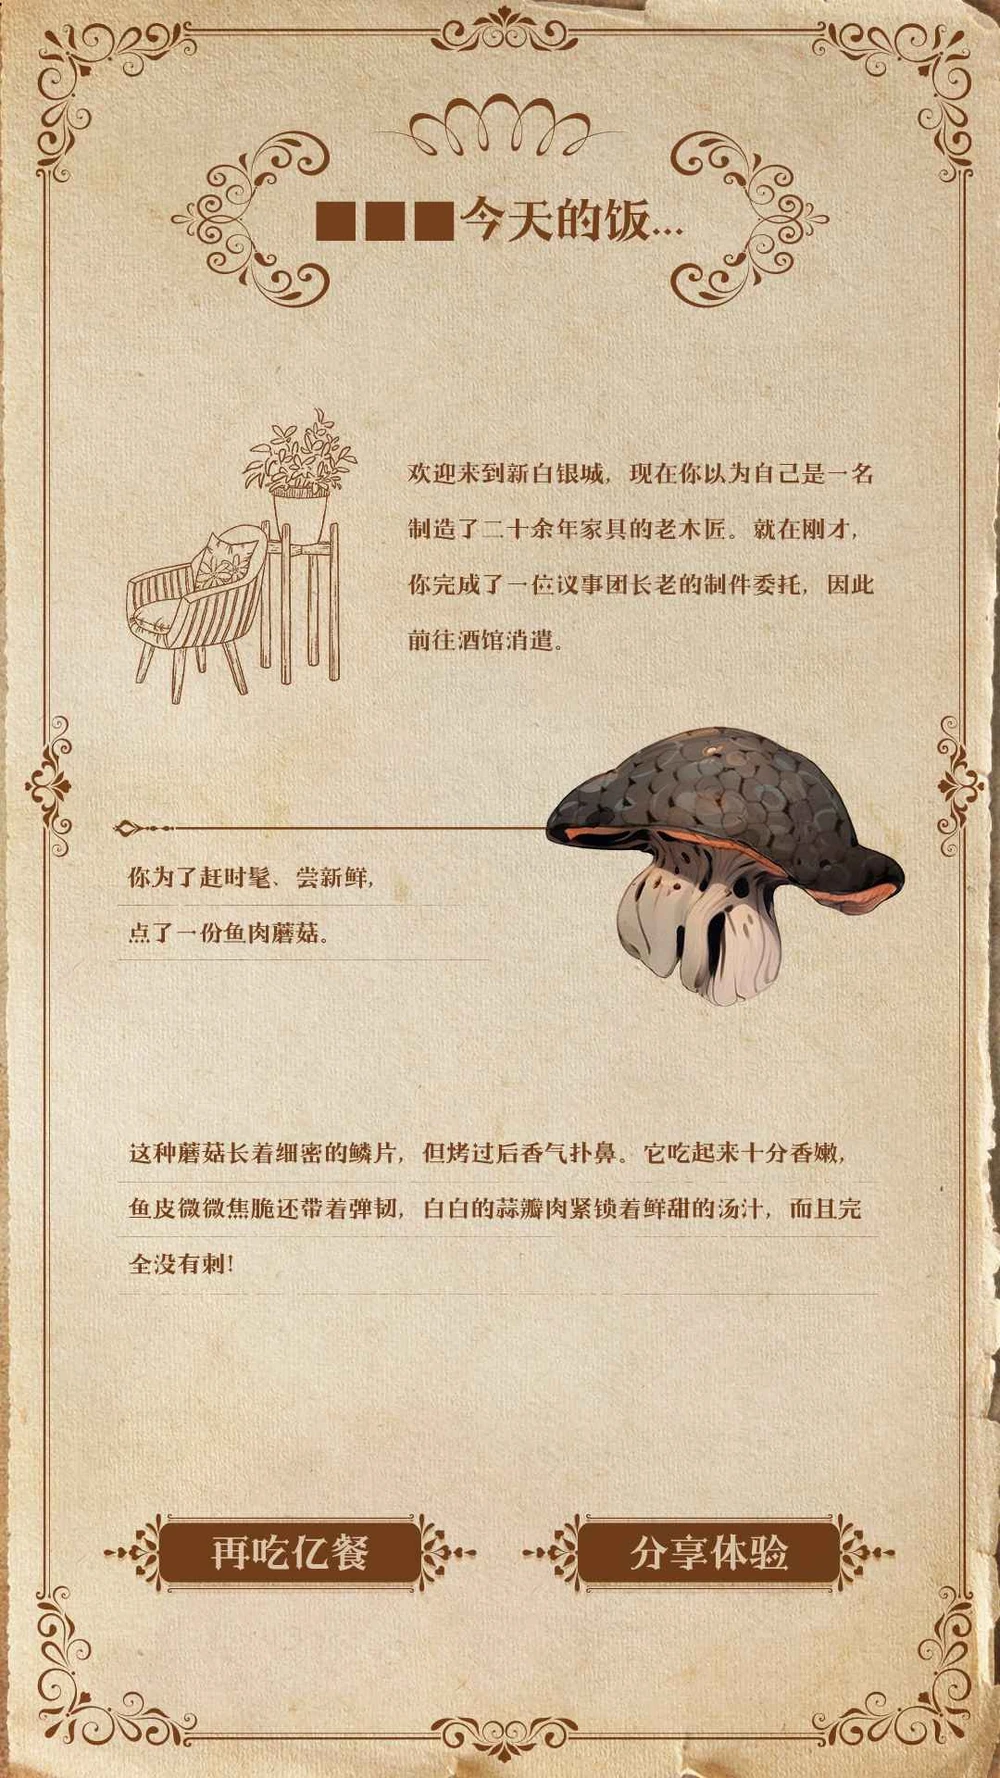 ■■■今天的饭...
欢迎来到新白银城，现在你以为自己是一名
制造了二十余年家具的老木匠。就在刚才，
你完成了一位议事团长老的制件委托，因此
前往酒馆消遣。
你为了赶时髦、尝新鲜，
点了一份鱼肉蘑菇。
这种蘑菇长着细密的鳞片，但烤过后香气扑鼻。它吃起来十分香嫩，
鱼皮微微焦脆还带着弹韧，白白的蒜瓣肉紧锁着鲜甜的汤汁，而且完
全没有刺！
再吃亿餐
分享体验